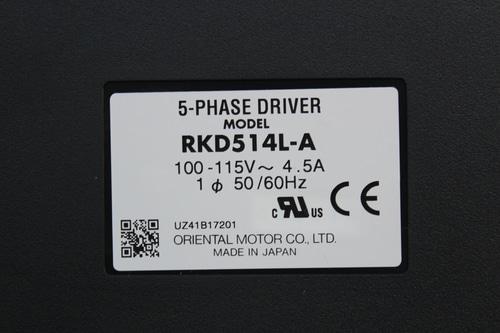 5-PHASE DRIVER
MODEL
RKD514L-A
100-115V~ 4.5A
1 ϕ 50/60Hz
c RU US CE
UZ41B17201
ORIENTAL MOTOR CO., LTD.
MADE IN JAPAN